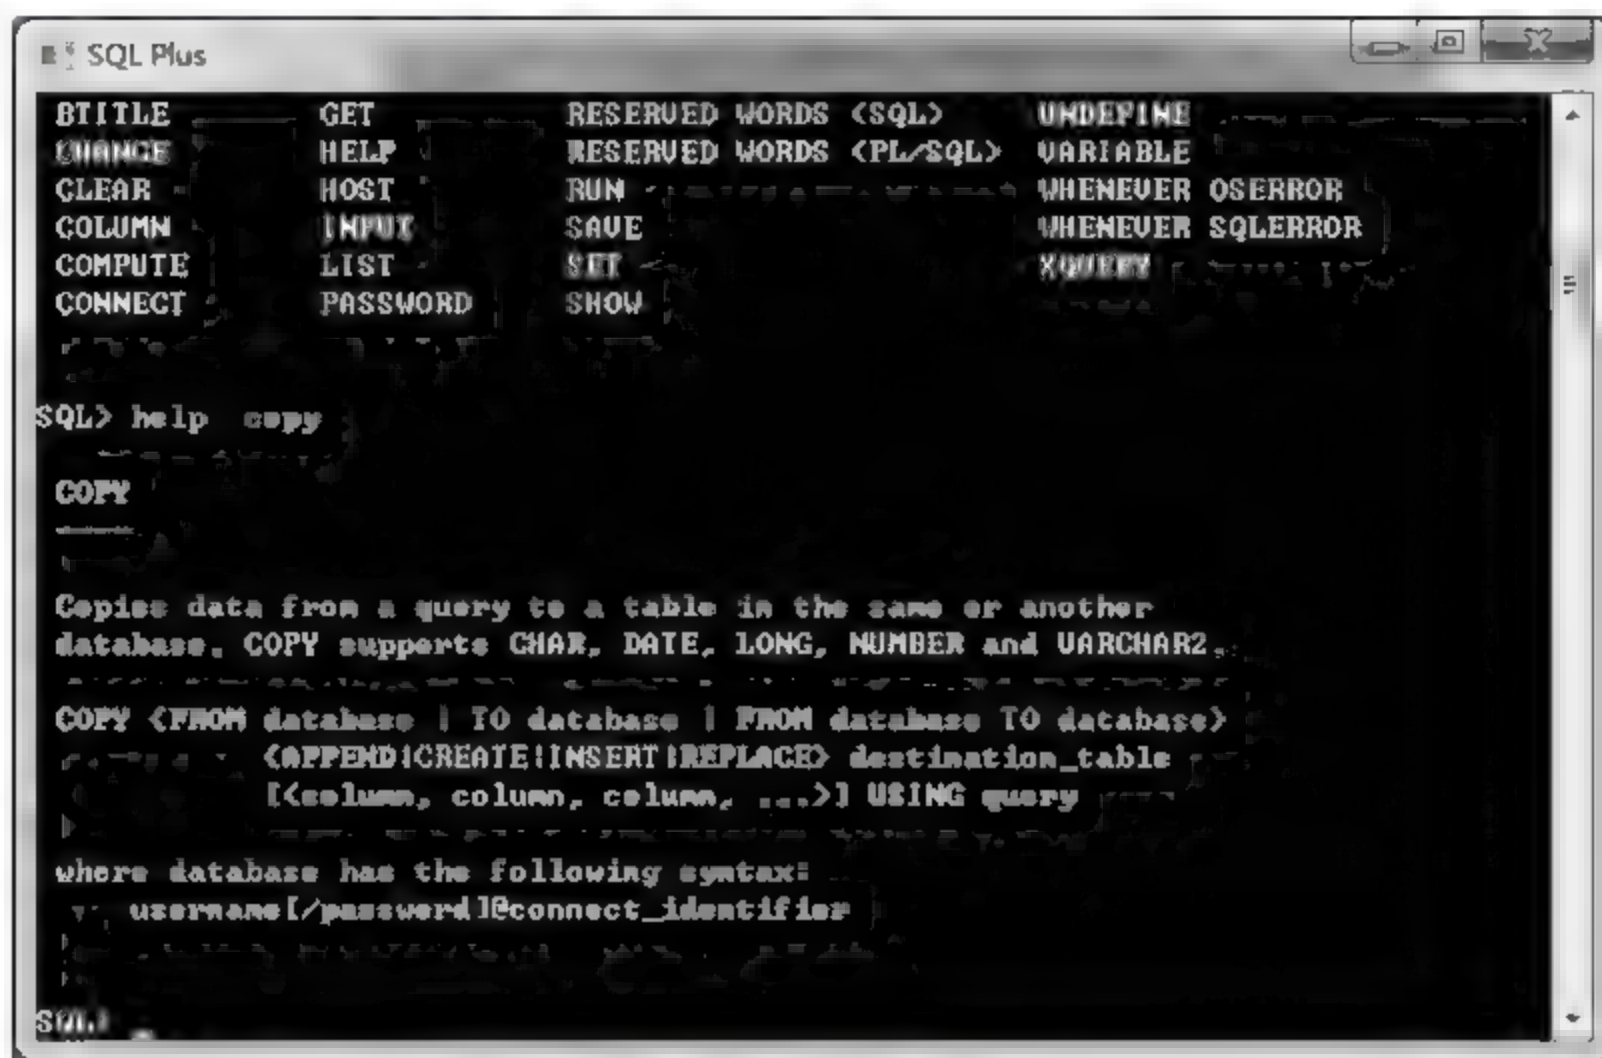 SQL Plus
BTITLE GET RESERVED WORDS (SQL) UNDEFINE
CHANGE HELP RESERVED WORDS (PL/SQL) VARIABLE
CLEAR HOST RUN WHENEVER OSERROR
COLUMN INPUT SAVE WHENEVER SQLERROR
COMPUTE LIST SET XQUERY
CONNECT PASSWORD SHOW
SQL> help copy
COPY
----
Copies data from a query to a table in the same or another
database. COPY supports CHAR, DATE, LONG, NUMBER and VARCHAR2.
COPY {FROM database | TO database | FROM database TO database}
{APPEND|CREATE|INSERT|REPLACE} destination_table
[(column, column, column, ...)] USING query
where database has the following syntax:
username[/password]@connect_identifier
SQL>